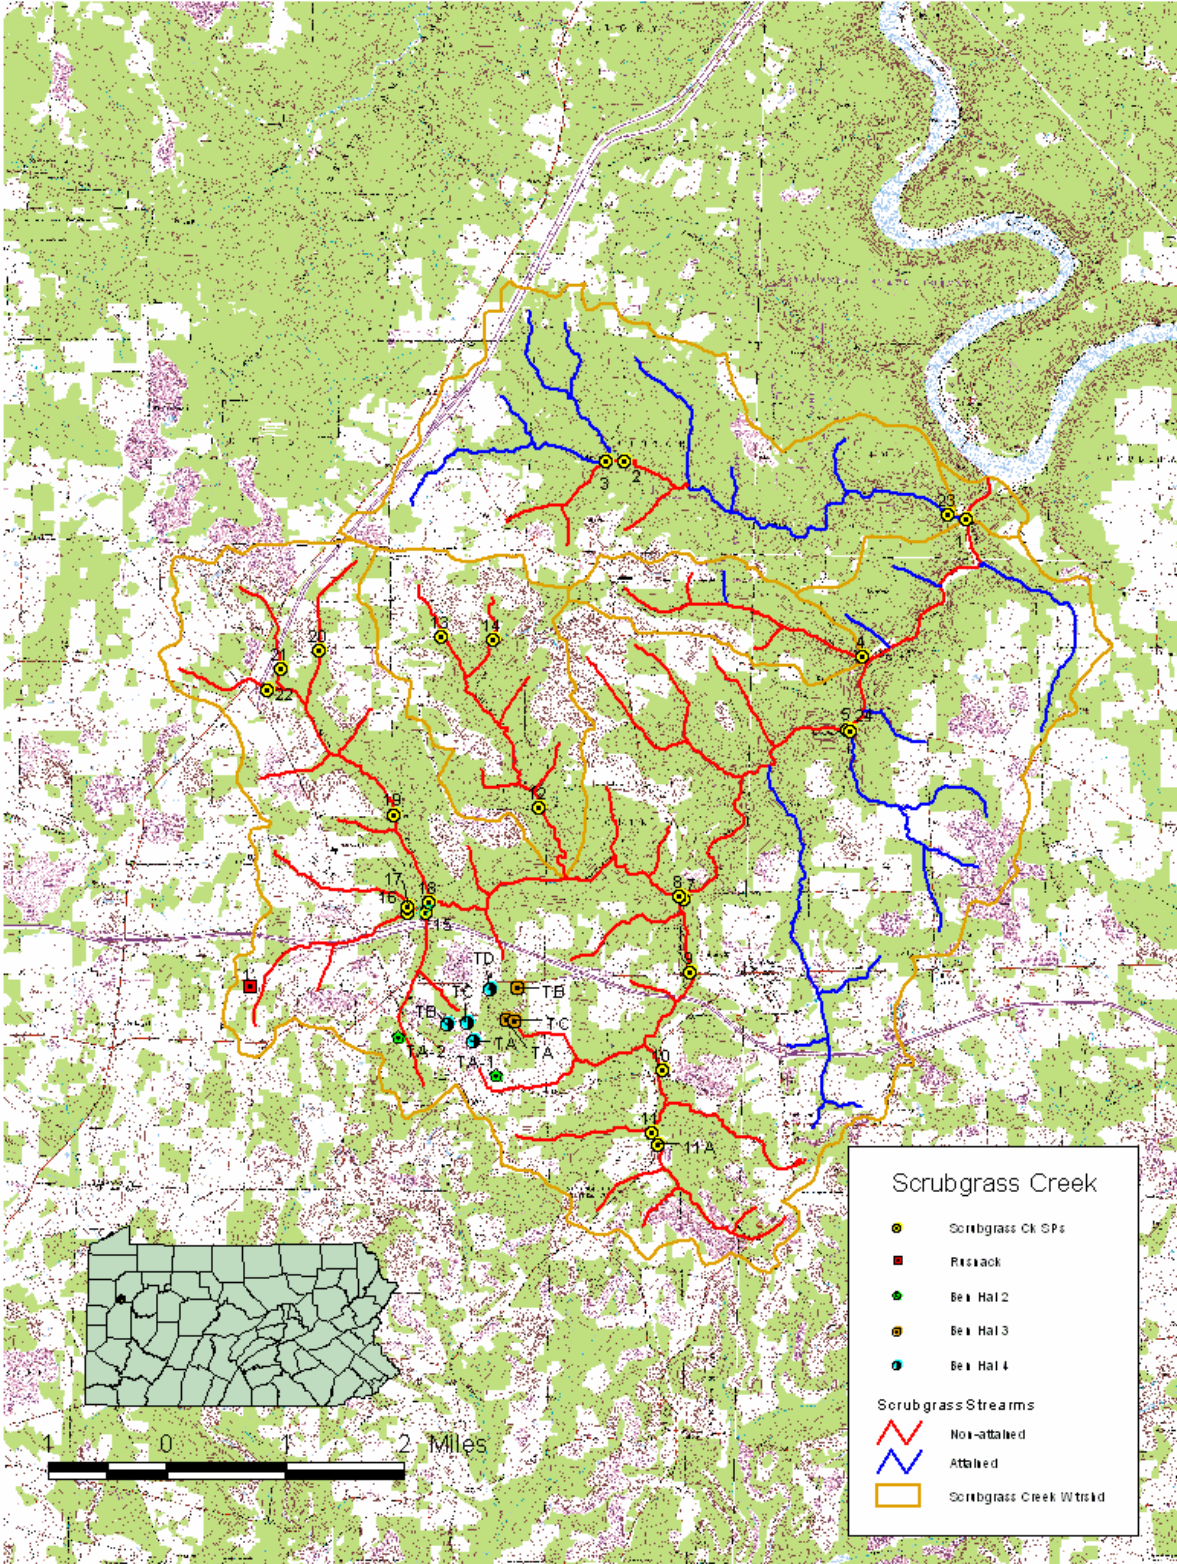 3
2
23
1
13
14
20
21
22
4
5 24
19
12
17
16
18
15
8 7
9
1
TD
TC
TB
TB
TC
TA
TA
TA-2
TA-1
10
11
11A
Scrubgrass Creek
Scrubgrass Ck SPs
Rusnack
Ben Hal 2
Ben Hal 3
Ben Hal 4
Scrubgrass Strearms
Non-attained
Attained
Scrubgrass Creek Wtrshd
1 0 1 2 Miles